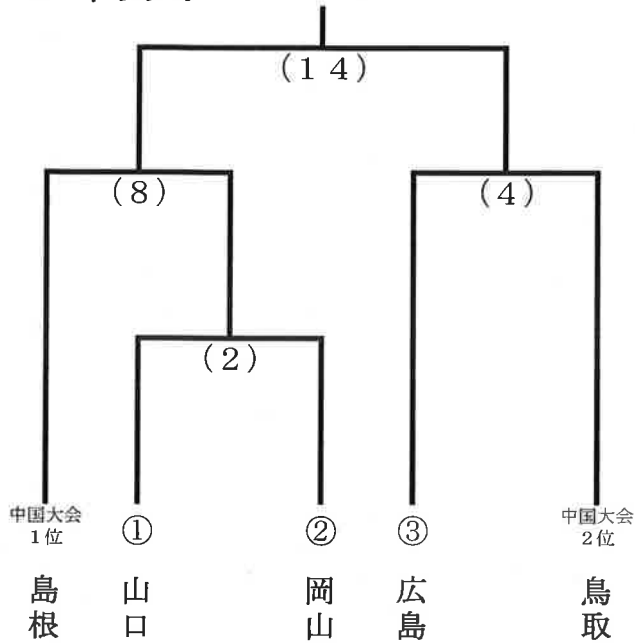 (14)
(8)
(4)
(2)
中国大会
1位
①
②
③
中国大会
2位
島根
山口
岡山
広島
鳥取